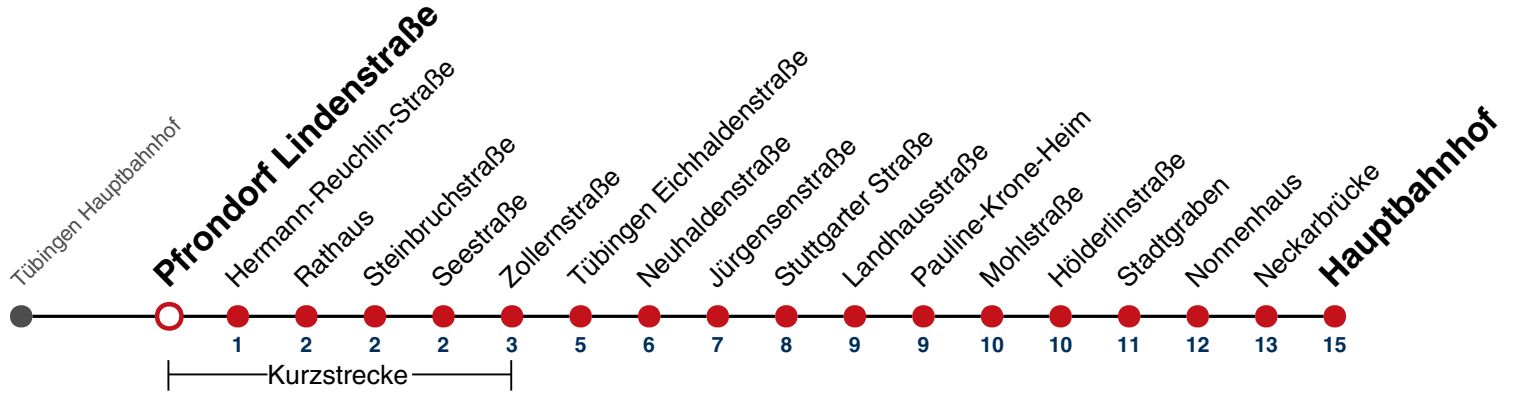 Tübingen Hauptbahnhof
Pfrondorf Lindenstraße
Hermann-Reuchlin-Straße
Rathaus
Steinbruchstraße
Seestraße
Zollernstraße
Tübingen Eichhaldenstraße
Neuhaldenstraße
Jürgensenstraße
Stuttgarter Straße
Landhausstraße
Pauline-Krone-Heim
Mohlstraße
Hölderlinstraße
Stadtgraben
Nonnenhaus
Neckarbrücke
Hauptbahnhof
1 2 2 2 3 5 6 7 8 9 9 10 10 11 12 13 15
Kurzstrecke